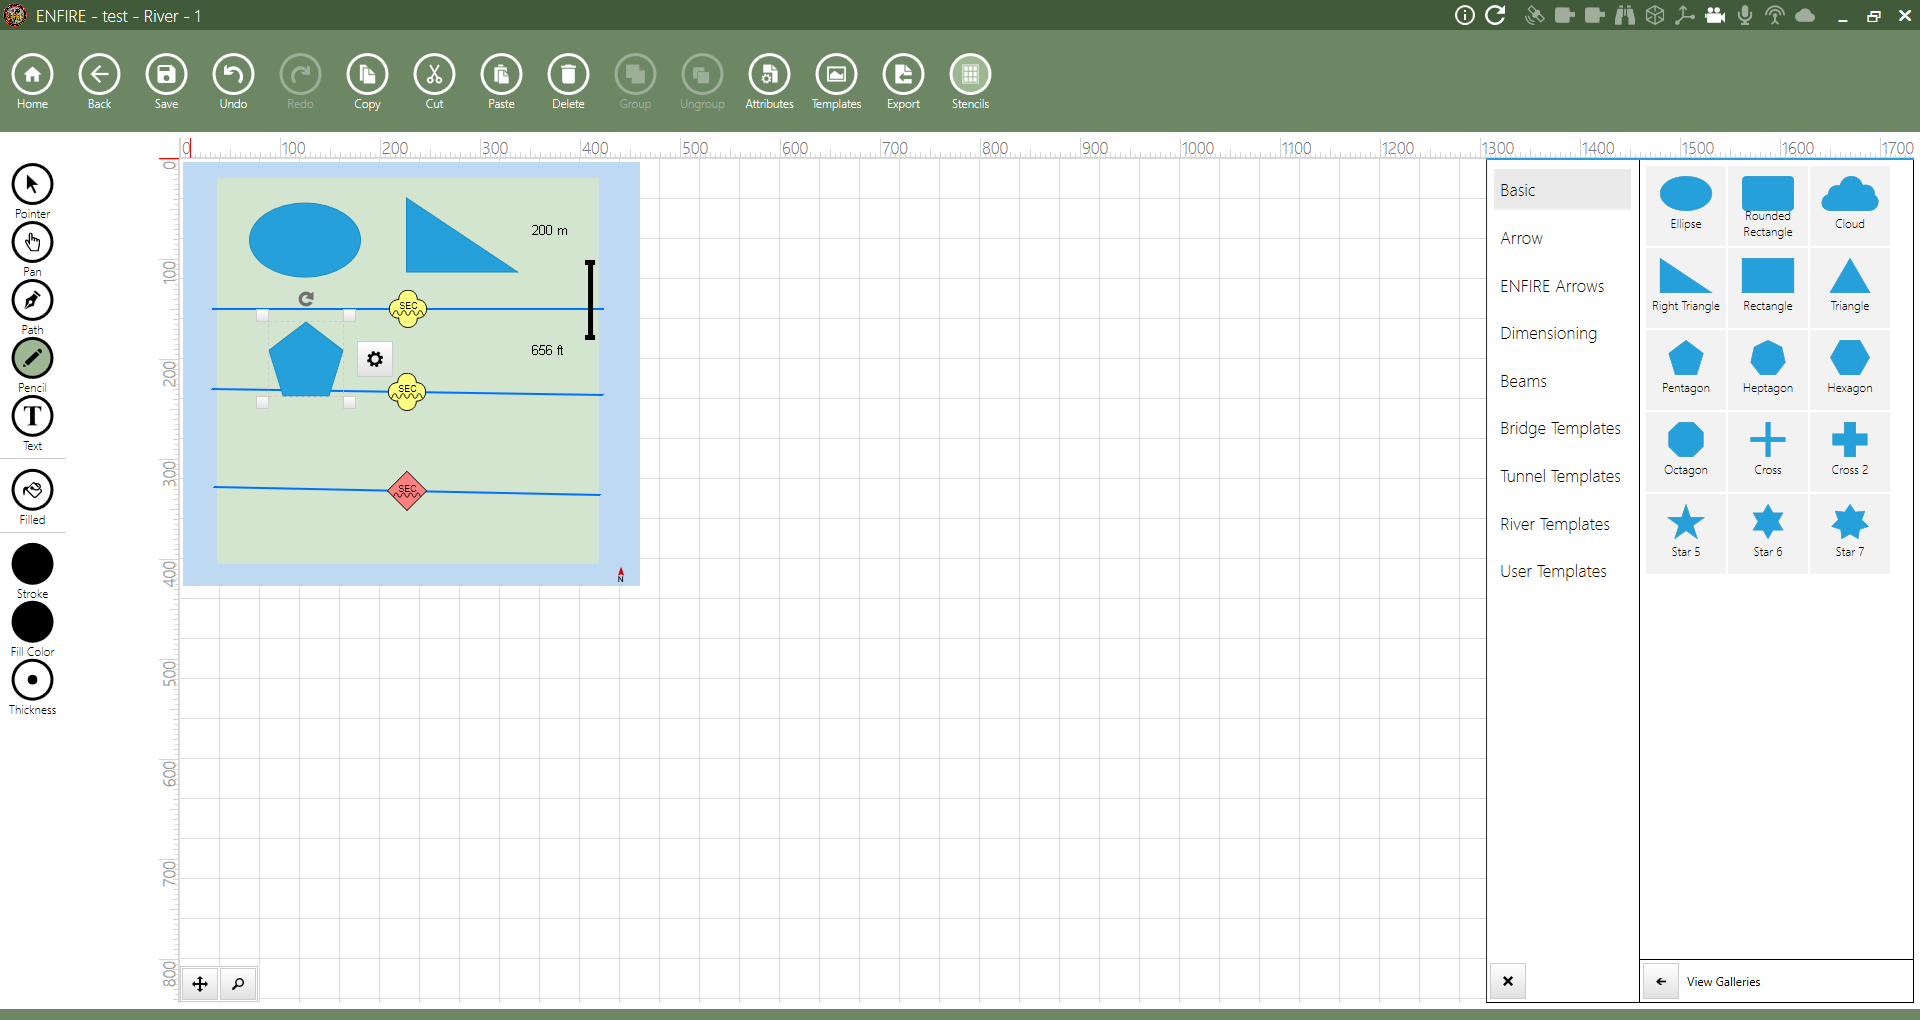 ENFIRE - test - River - 1
Home
Back
Save
Undo
Redo
Copy
Cut
Paste
Delete
Group
Ungroup
Attributes
Templates
Export
Stencils
0 100 200 300 400 500 600 700 800 900 1000 1100 1200 1300 1400 1500 1600 1700
0
100
200
300
400
500
600
700
800
Pointer
Pan
Path
Pencil
T
Text
Filled
Stroke
Fill Color
Thickness
200 m
SEC
656 ft
SEC
SEC
N
Basic
Arrow
ENFIRE Arrows
Dimensioning
Beams
Bridge Templates
Tunnel Templates
River Templates
User Templates
Ellipse
Rounded
Rectangle
Cloud
Right Triangle
Rectangle
Triangle
Pentagon
Heptagon
Hexagon
Octagon
Cross
Cross 2
Star 5
Star 6
Star 7
View Galleries